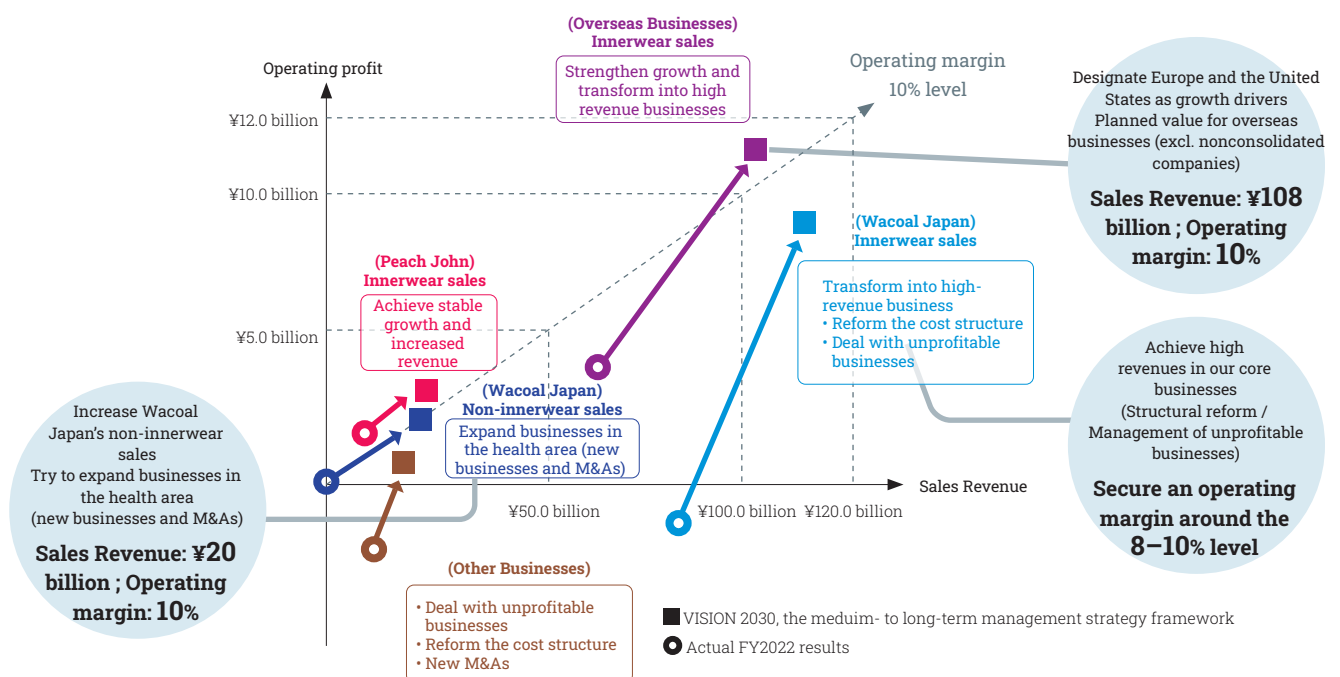 (Overseas Businesses)
Innerwear sales
Strengthen growth and
transform into high
revenue businesses
Operating profit
Operating margin
10% level
¥12.0 billion
¥10.0 billion
¥5.0 billion
Designate Europe and the United
States as growth drivers
Planned value for overseas
businesses (excl. nonconsolidated
companies)
Sales Revenue: ¥108
billion ; Operating
margin: 10%
(Peach John)
Innerwear sales
Achieve stable
growth and
increased
revenue
(Wacoal Japan)
Innerwear sales
Transform into high-
revenue business
• Reform the cost structure
• Deal with unprofitable
businesses
Achieve high
revenues in our core
businesses
(Structural reform /
Management of unprofitable
businesses)
Secure an operating
margin around the
8–10% level
(Wacoal Japan)
Non-innerwear sales
Expand businesses in
the health area (new
businesses and M&As)
Increase Wacoal
Japan's non-innerwear
sales
Try to expand businesses in
the health area
(new businesses and M&As)
Sales Revenue: ¥20
billion ; Operating
margin: 10%
Sales Revenue
¥50.0 billion
¥100.0 billion
¥120.0 billion
(Other Businesses)
• Deal with unprofitable
businesses
• Reform the cost structure
• New M&As
VISION 2030, the meduim- to long-term management strategy framework
Actual FY2022 results